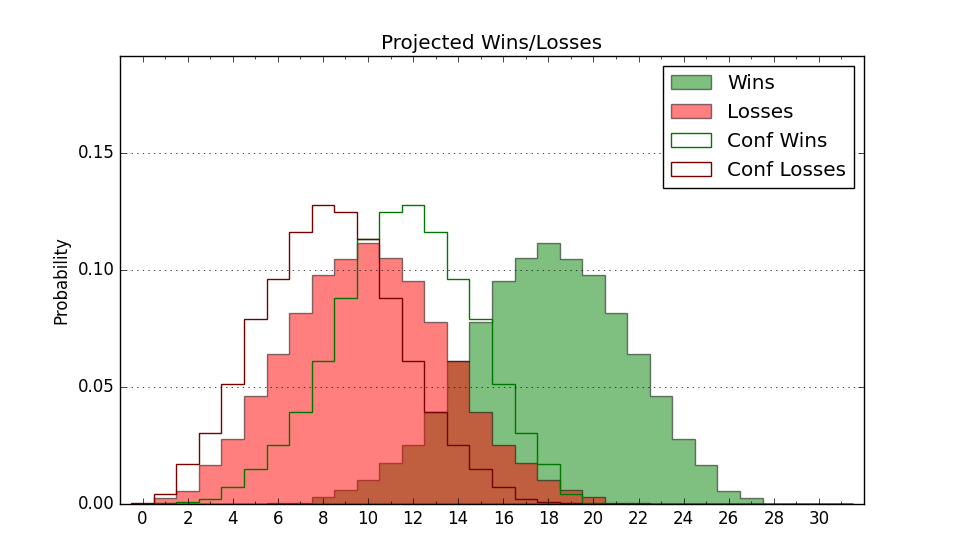 Projected Wins/Losses
Wins
Losses
Conf Wins
Conf Losses
Probability
0.15
0.10
0.05
0.00
0 2 4 6 8 10 12 14 16 18 20 22 24 26 28 30